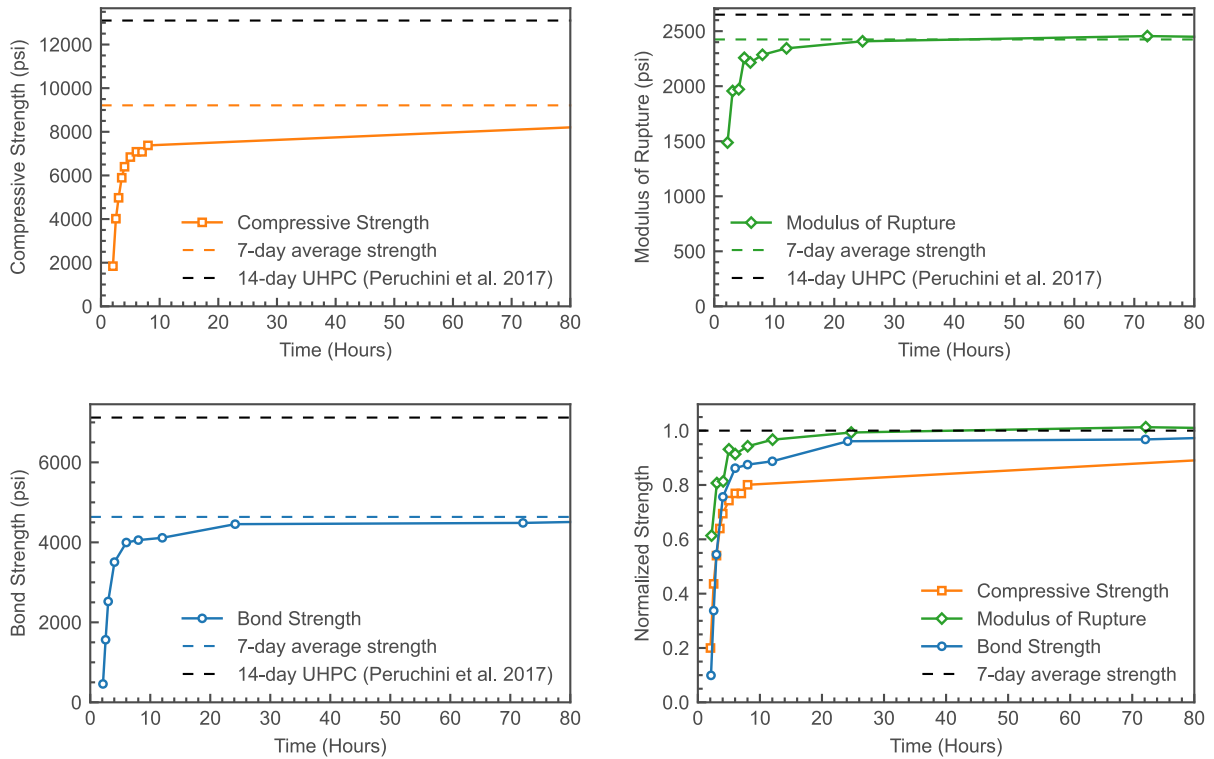 Compressive Strength (psi)
12000
10000
8000
6000
4000
2000
0
Compressive Strength
7-day average strength
14-day UHPC (Peruchini et al. 2017)
0 10 20 30 40 50 60 70 80
Time (Hours)
Modulus of Rupture (psi)
2500
2000
1500
1000
500
0
Modulus of Rupture
7-day average strength
14-day UHPC (Peruchini et al. 2017)
0 10 20 30 40 50 60 70 80
Time (Hours)
Bond Strength (psi)
6000
4000
2000
0
Bond Strength
7-day average strength
14-day UHPC (Peruchini et al. 2017)
0 10 20 30 40 50 60 70 80
Time (Hours)
Normalized Strength
1.0
0.8
0.6
0.4
0.2
0.0
Compressive Strength
Modulus of Rupture
Bond Strength
7-day average strength
0 10 20 30 40 50 60 70 80
Time (Hours)